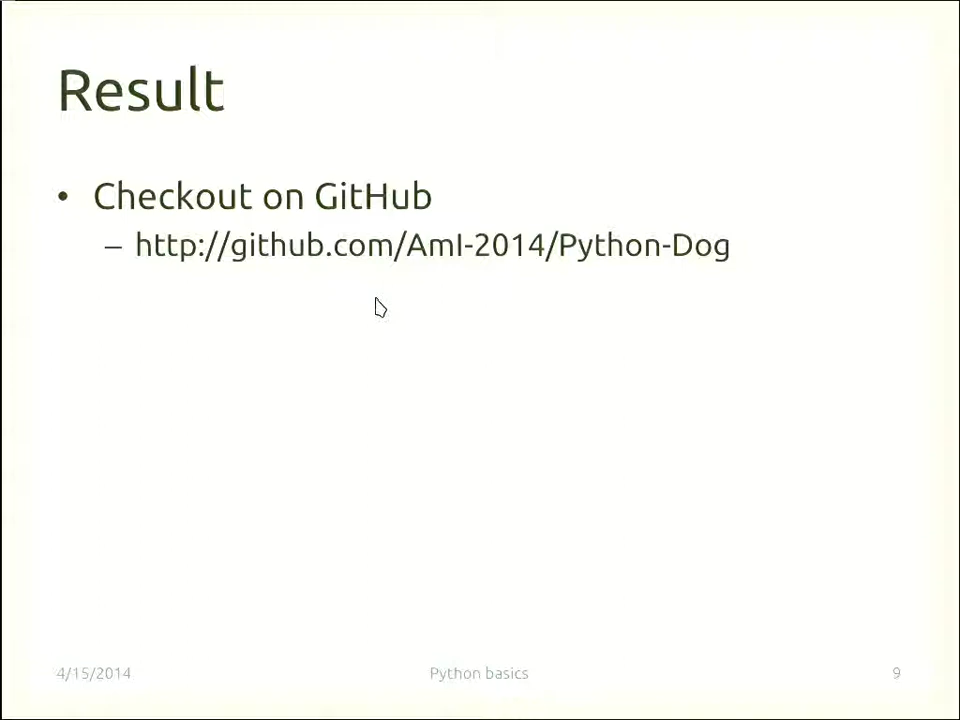 Result
• Checkout on GitHub
– http://github.com/AmI-2014/Python-Dog
4/15/2014
Python basics
9